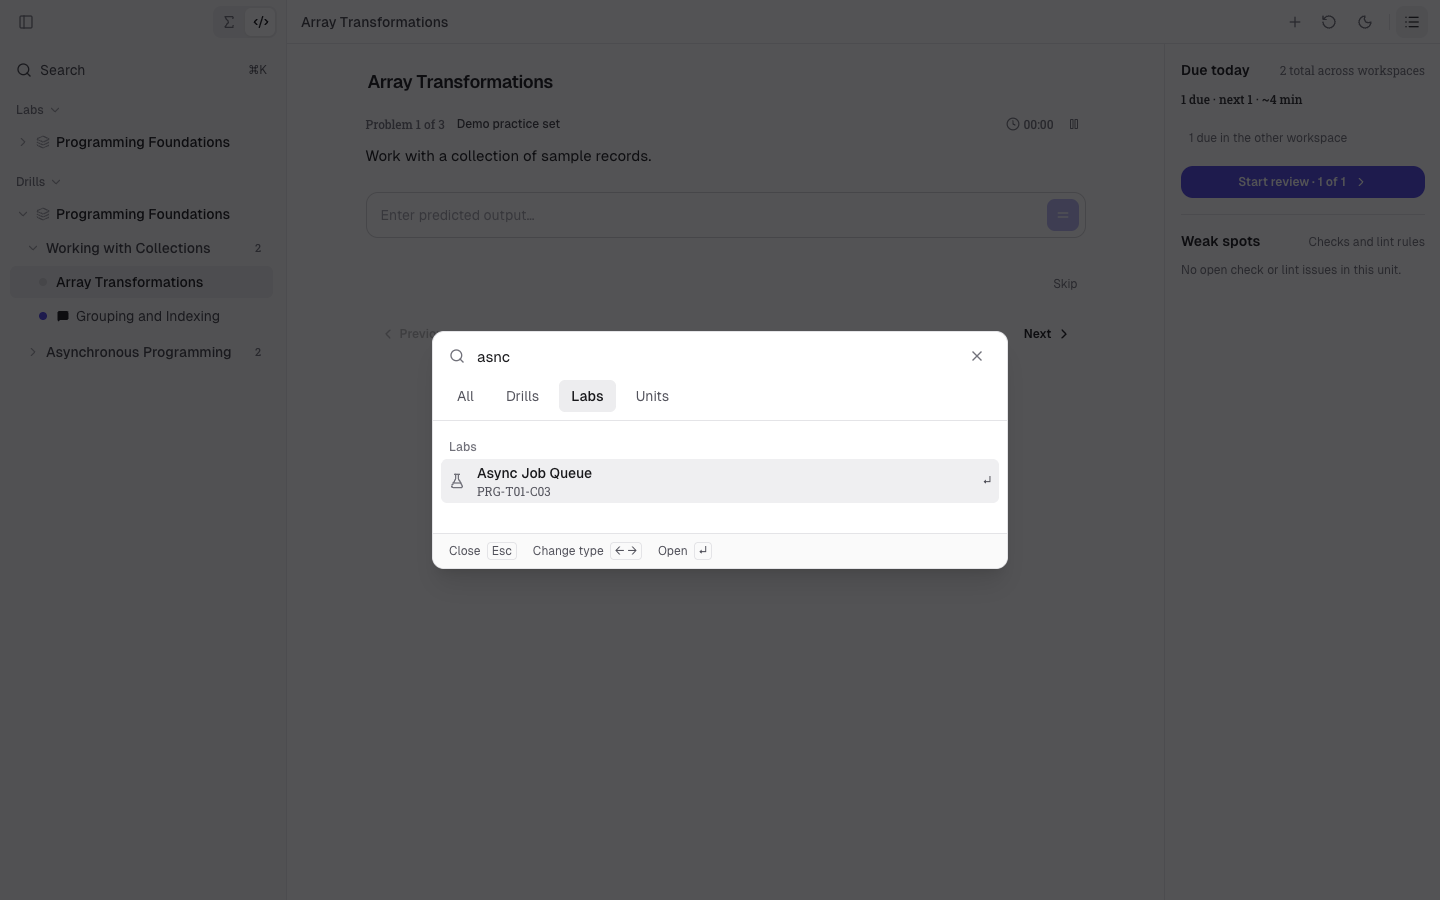 Array Transformations
Search ⌘K
Labs
Programming Foundations
Drills
Programming Foundations
Working with Collections 2
Array Transformations
Grouping and Indexing
Asynchronous Programming 2
Array Transformations
Problem 1 of 3 Demo practice set 00:00
Work with a collection of sample records.
Enter predicted output...
Skip
Next
asnc
All Drills Labs Units
Labs
Async Job Queue
PRG-T01-C03
Close Esc Change type ← → Open ↵
Due today 2 total across workspaces
1 due · next 1 · ~4 min
1 due in the other workspace
Start review · 1 of 1
Weak spots Checks and lint rules
No open check or lint issues in this unit.